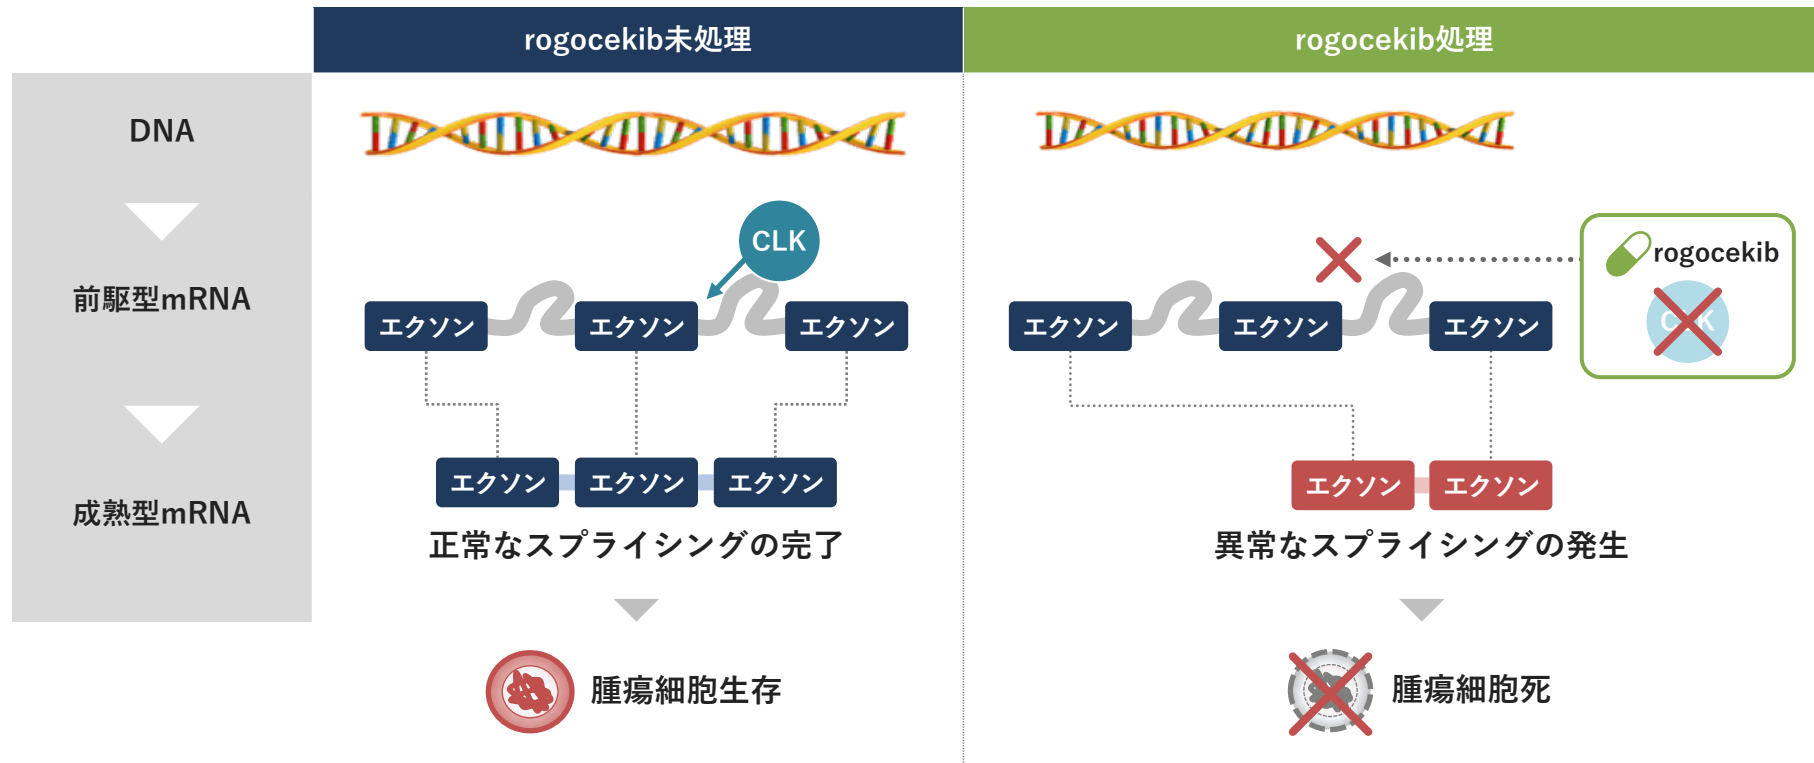 rogocekib未処理
rogocekib処理
DNA
CLK
rogocekib
CLK
前駆型mRNA
エクソン
エクソン
エクソン
エクソン
エクソン
エクソン
成熟型mRNA
エクソン
エクソン
エクソン
エクソン
エクソン
正常なスプライシングの完了
異常なスプライシングの発生
腫瘍細胞生存
腫瘍細胞死